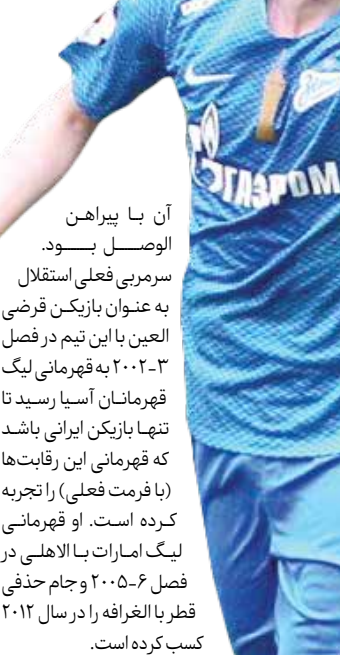 ГАЗПРОМ
آن با پیراهن
الوصل بود.
سرمربی فعلی استقلال
به عنوان بازیکن قرضی
العین با این تیم در فصل
۳-۲۰۰۲ به قهرمانی لیگ
قهرمانان آسیا رسید تا
تنها بازیکن ایرانی باشد
که قهرمانی این رقابت‌ها
(با فرمت فعلی) را تجربه
کرده است. او قهرمانی
لیگ امارات با الاهلی در
فصل ۶-۲۰۰۵ و جام حذفی
قطر با الغرافه را در سال ۲۰۱۲
کسب کرده است.